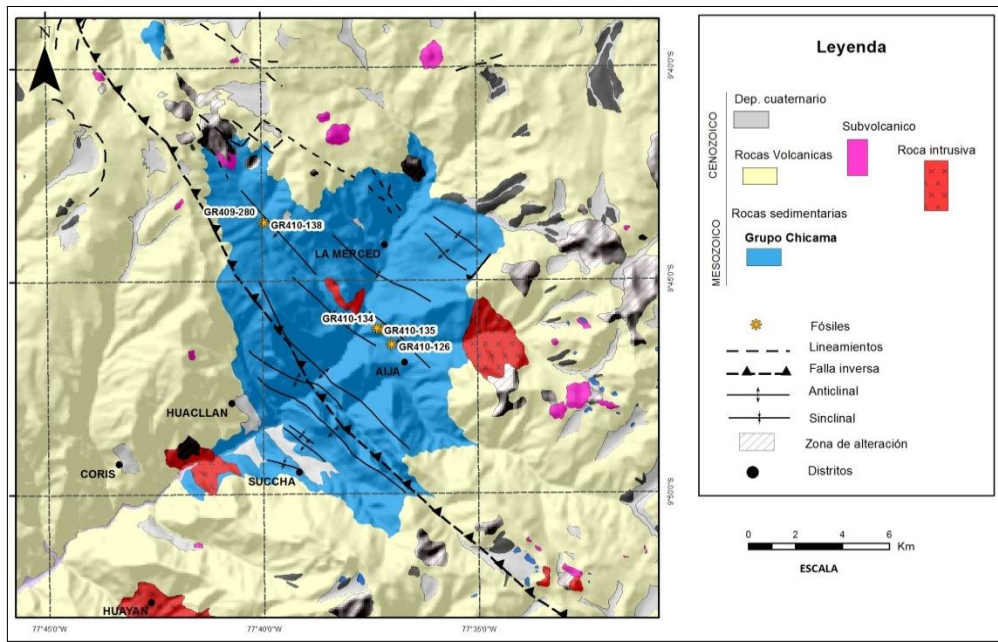 N
9°40'0"S
GR409-280
GR410-138
LA MERCED
9°45'0"S
GR410-134
GR410-135
GR410-126
AIJA
HUACLLAN
CORIS
SUCCHA
9°50'0"S
HUAYAN
77°45'0"W
77°40'0"W
77°35'0"W
Leyenda
CENOZOICO
Dep. cuaternario
Subvolcanico
Rocas Volcanicas
Roca intrusiva
MESOZOICO
Rocas sedimentarias
Grupo Chicama
Fósiles
Lineamientos
Falla inversa
Anticlinal
Sinclinal
Zona de alteración
Distritos
0 2 4 6
Km
ESCALA